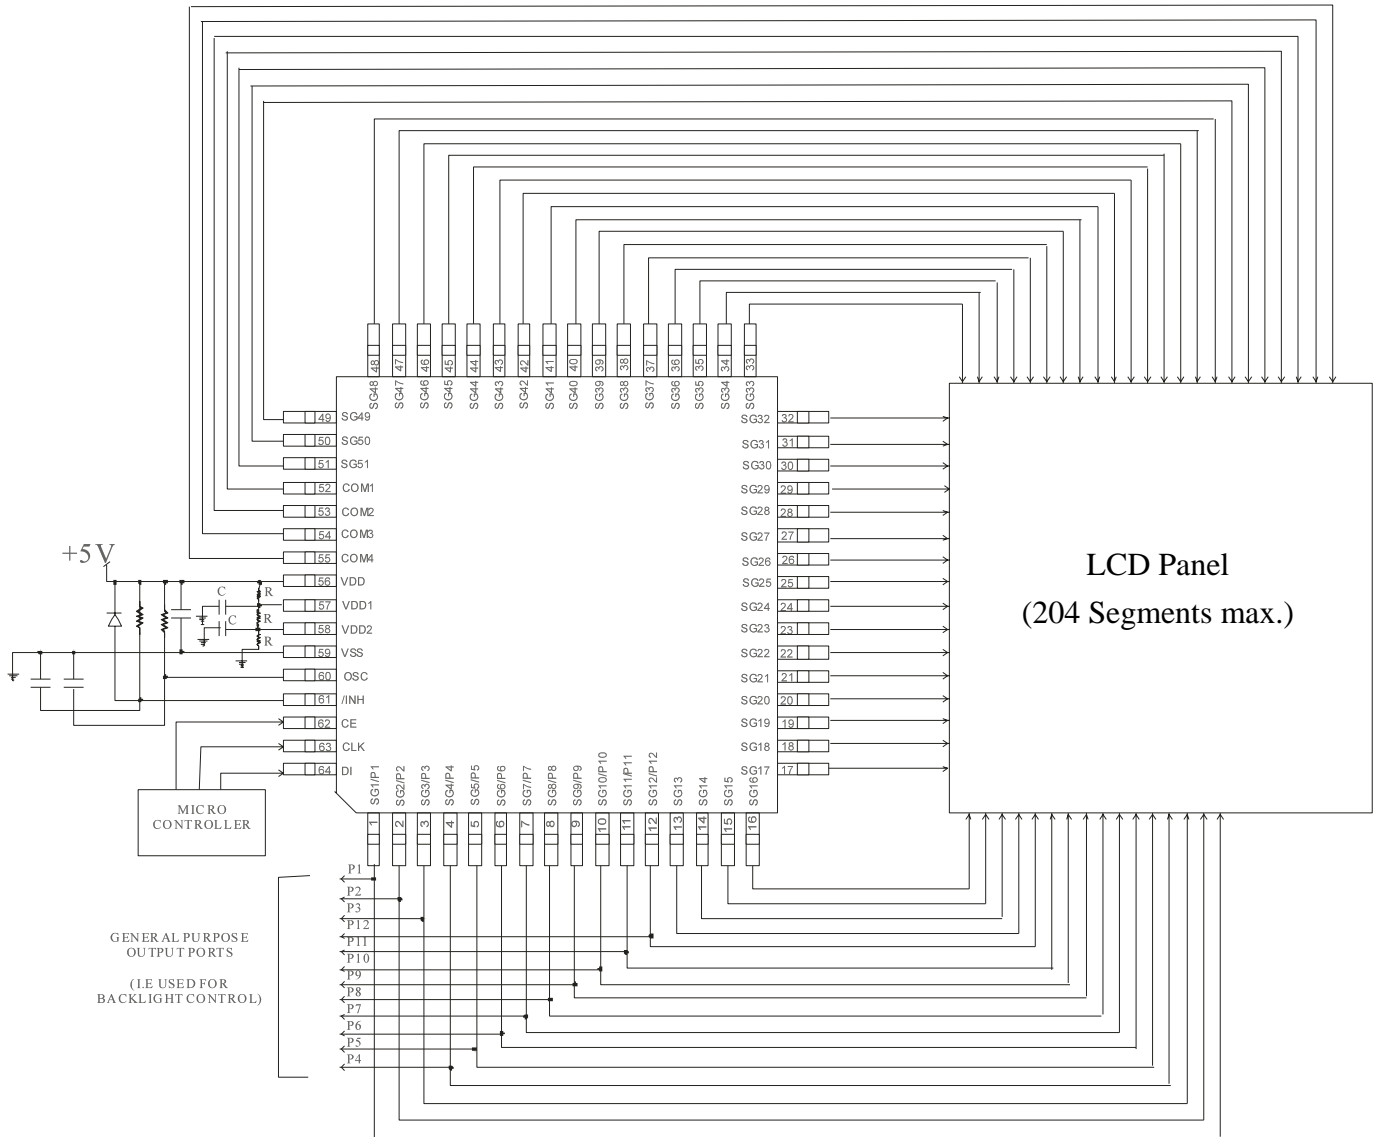 48 47 46 45 44 43 42 41 40 39 38 37 36 35 34 33
SG48 SG47 SG46 SG45 SG44 SG43 SG42 SG41 SG40 SG39 SG38 SG37 SG36 SG35 SG34 SG33
49 SG49
50 SG50
51 SG51
52 COM1
53 COM2
54 COM3
55 COM4
56 VDD
57 VDD1
58 VDD2
59 VSS
60 OSC
61 /INH
62 CE
63 CLK
64 DI
+5V
C
R
C
R
R
SG32 32
SG31 31
SG30 30
SG29 29
SG28 28
SG27 27
SG26 26
SG25 25
SG24 24
SG23 23
SG22 22
SG21 21
SG20 20
SG19 19
SG18 18
SG17 17
LCD Panel
(204 Segments max.)
MICRO
CONTROLLER
SG1/P1 SG2/P2 SG3/P3 SG4/P4 SG5/P5 SG6/P6 SG7/P7 SG8/P8 SG9/P9 SG10/P10 SG11/P11 SG12/P12 SG13 SG14 SG15 SG16
1 2 3 4 5 6 7 8 9 10 11 12 13 14 15 16
P1
P2
P3
P12
P11
P10
P9
P8
P7
P6
P5
P4
GENERAL PURPOSE
OUTPUT PORTS
(I.E USED FOR
BACKLIGHT CONTROL)